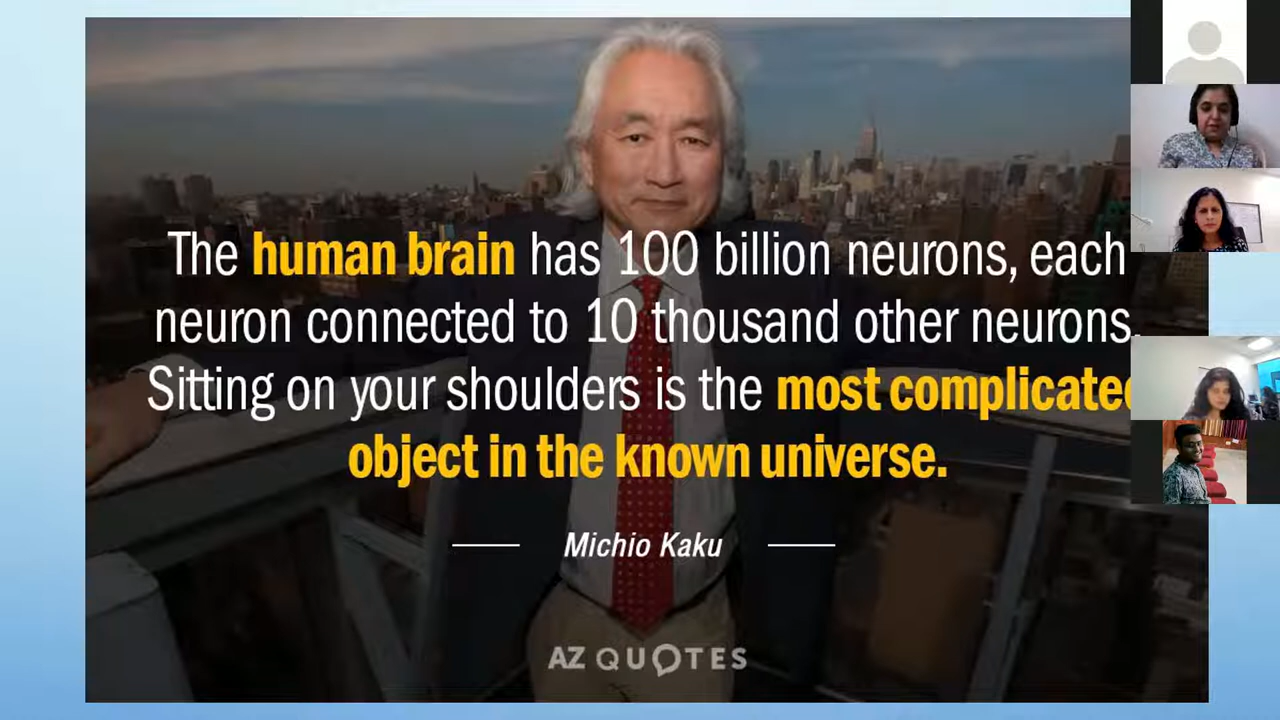 The human brain has 100 billion neurons, each
neuron connected to 10 thousand other neurons.
Sitting on your shoulders is the most complicated
object in the known universe.
Michio Kaku
AZ QUOTES